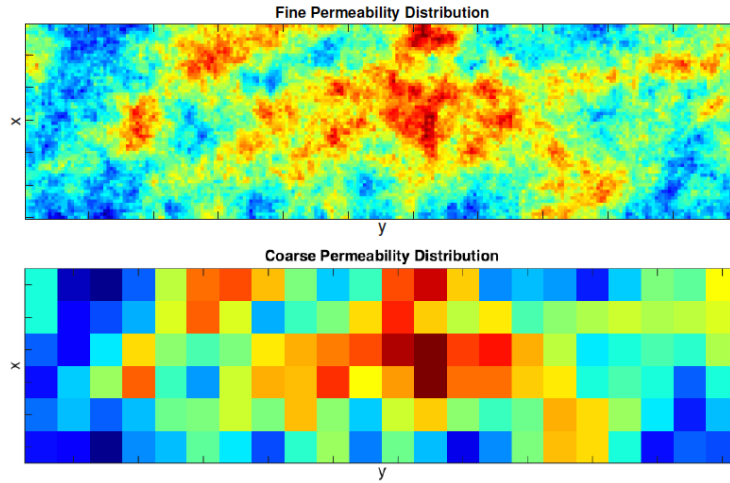 Fine Permeability Distribution
x
y
Coarse Permeability Distribution
x
y